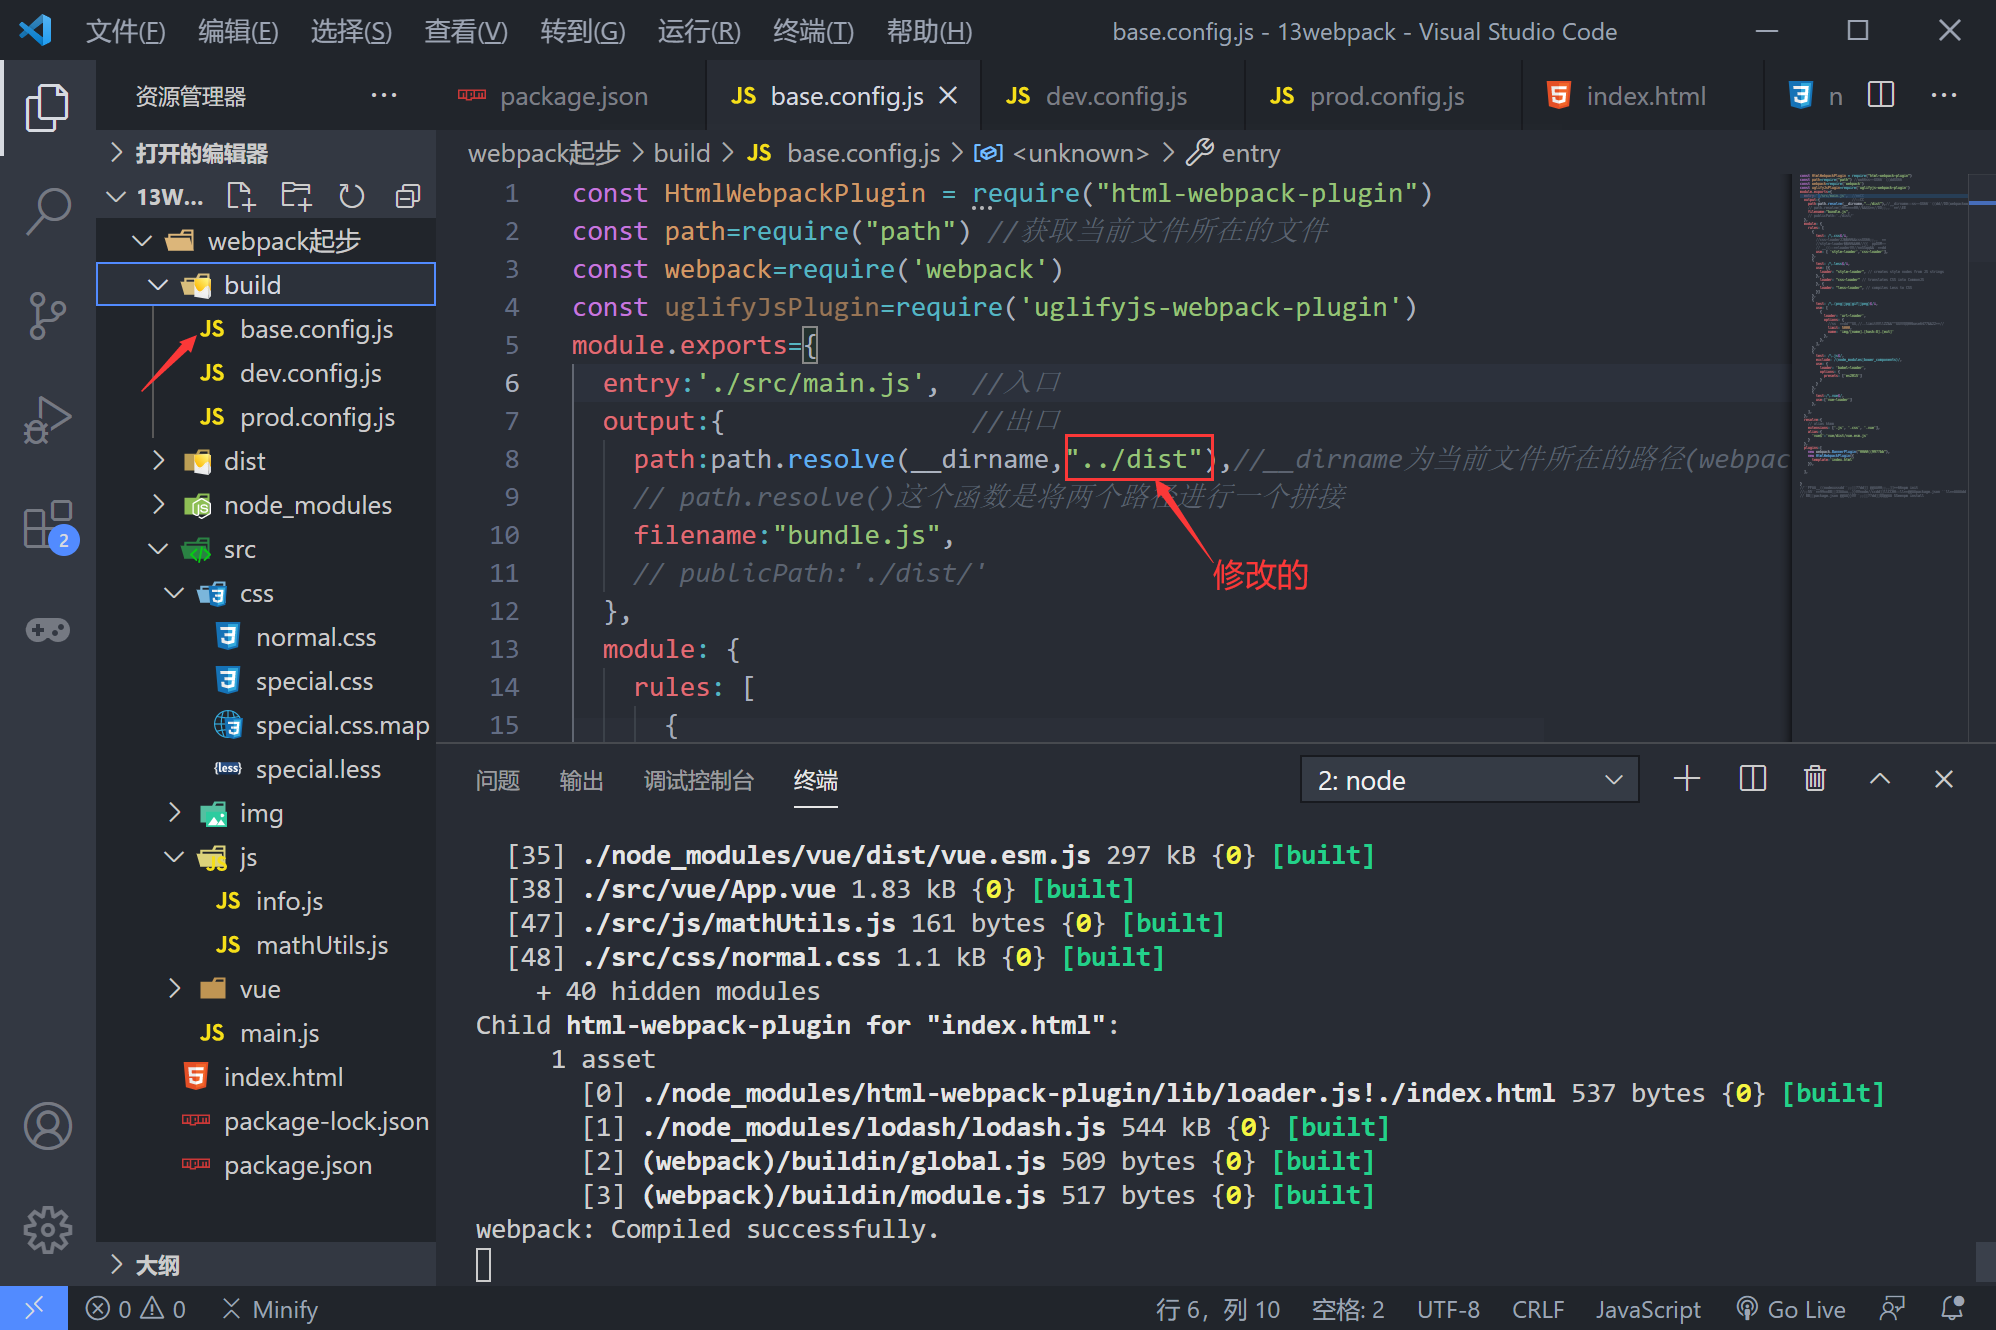 文件(F) 编辑(E) 选择(S) 查看(V) 转到(G) 运行(R) 终端(T) 帮助(H) base.config.js - 13webpack - Visual Studio Code
资源管理器
package.json base.config.js dev.config.js prod.config.js index.html n
打开的编辑器
13W...
webpack起步
build
base.config.js
dev.config.js
prod.config.js
dist
node_modules
src
css
normal.css
special.css
special.css.map
special.less
img
js
info.js
mathUtils.js
vue
main.js
index.html
package-lock.json
package.json
大纲
2
webpack起步 > build > JS base.config.js > <unknown> > entry
1 const HtmlWebpackPlugin = require("html-webpack-plugin")
2 const path=require("path") //获取当前文件所在的文件
3 const webpack=require('webpack')
4 const uglifyJsPlugin=require('uglifyjs-webpack-plugin')
5 module.exports={
6 entry:'./src/main.js', //入口
7 output:{ //出口
8 path:path.resolve(__dirname,"../dist"),//__dirname为当前文件所在的路径(webpac
9 // path.resolve()这个函数是将两个路径进行一个拼接
10 filename:"bundle.js",
11 // publicPath:'./dist/'
12 },
13 module: {
14 rules: [
15 {
修改的
问题 输出 调试控制台 终端 2: node
[35] ./node_modules/vue/dist/vue.esm.js 297 kB {0} [built]
[38] ./src/vue/App.vue 1.83 kB {0} [built]
[47] ./src/js/mathUtils.js 161 bytes {0} [built]
[48] ./src/css/normal.css 1.1 kB {0} [built]
+ 40 hidden modules
Child html-webpack-plugin for "index.html":
1 asset
[0] ./node_modules/html-webpack-plugin/lib/loader.js!./index.html 537 bytes {0} [built]
[1] ./node_modules/lodash/lodash.js 544 kB {0} [built]
[2] (webpack)/buildin/global.js 509 bytes {0} [built]
[3] (webpack)/buildin/module.js 517 bytes {0} [built]
webpack: Compiled successfully.
0 0 Minify 行 6，列 10 空格: 2 UTF-8 CRLF JavaScript Go Live